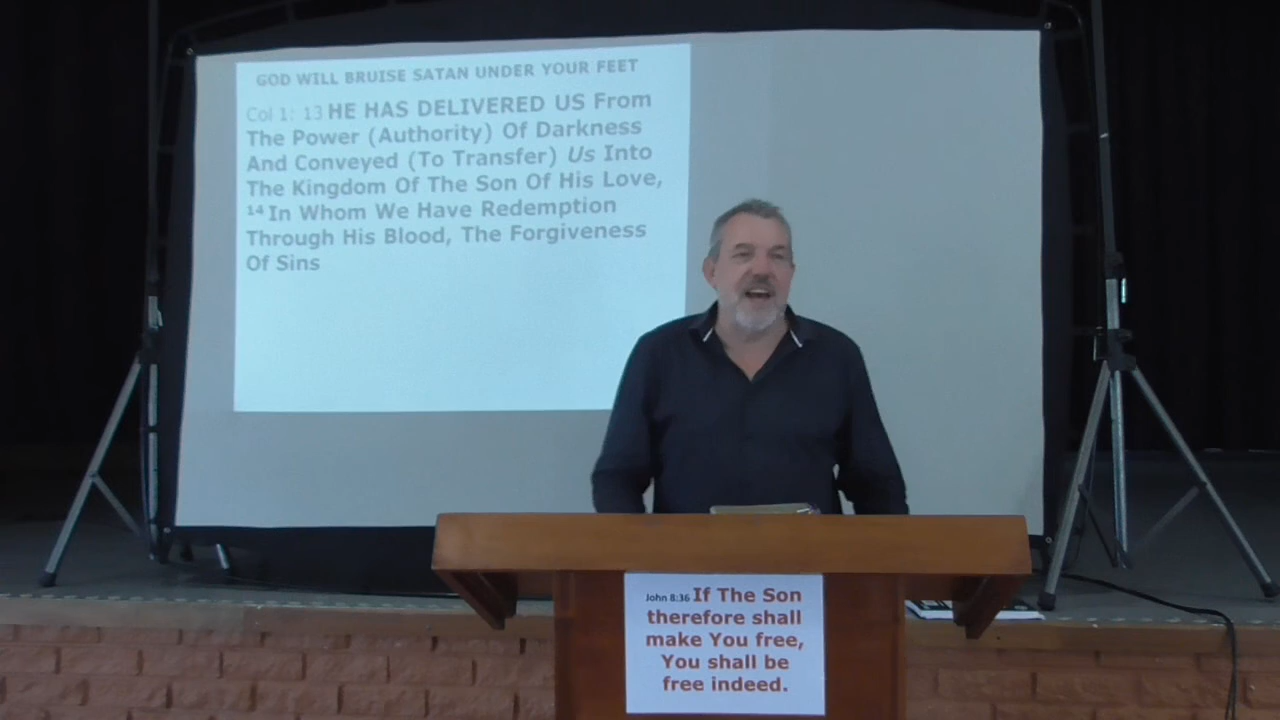 GOD WILL BRUISE SATAN UNDER YOUR FEET
Col 1: 13 HE HAS DELIVERED US From
The Power (Authority) Of Darkness
And Conveyed (To Transfer) Us Into
The Kingdom Of The Son Of His Love,
14 In Whom We Have Redemption
Through His Blood, The Forgiveness
Of Sins
John 8:36 If The Son
therefore shall
make You free,
You shall be
free indeed.